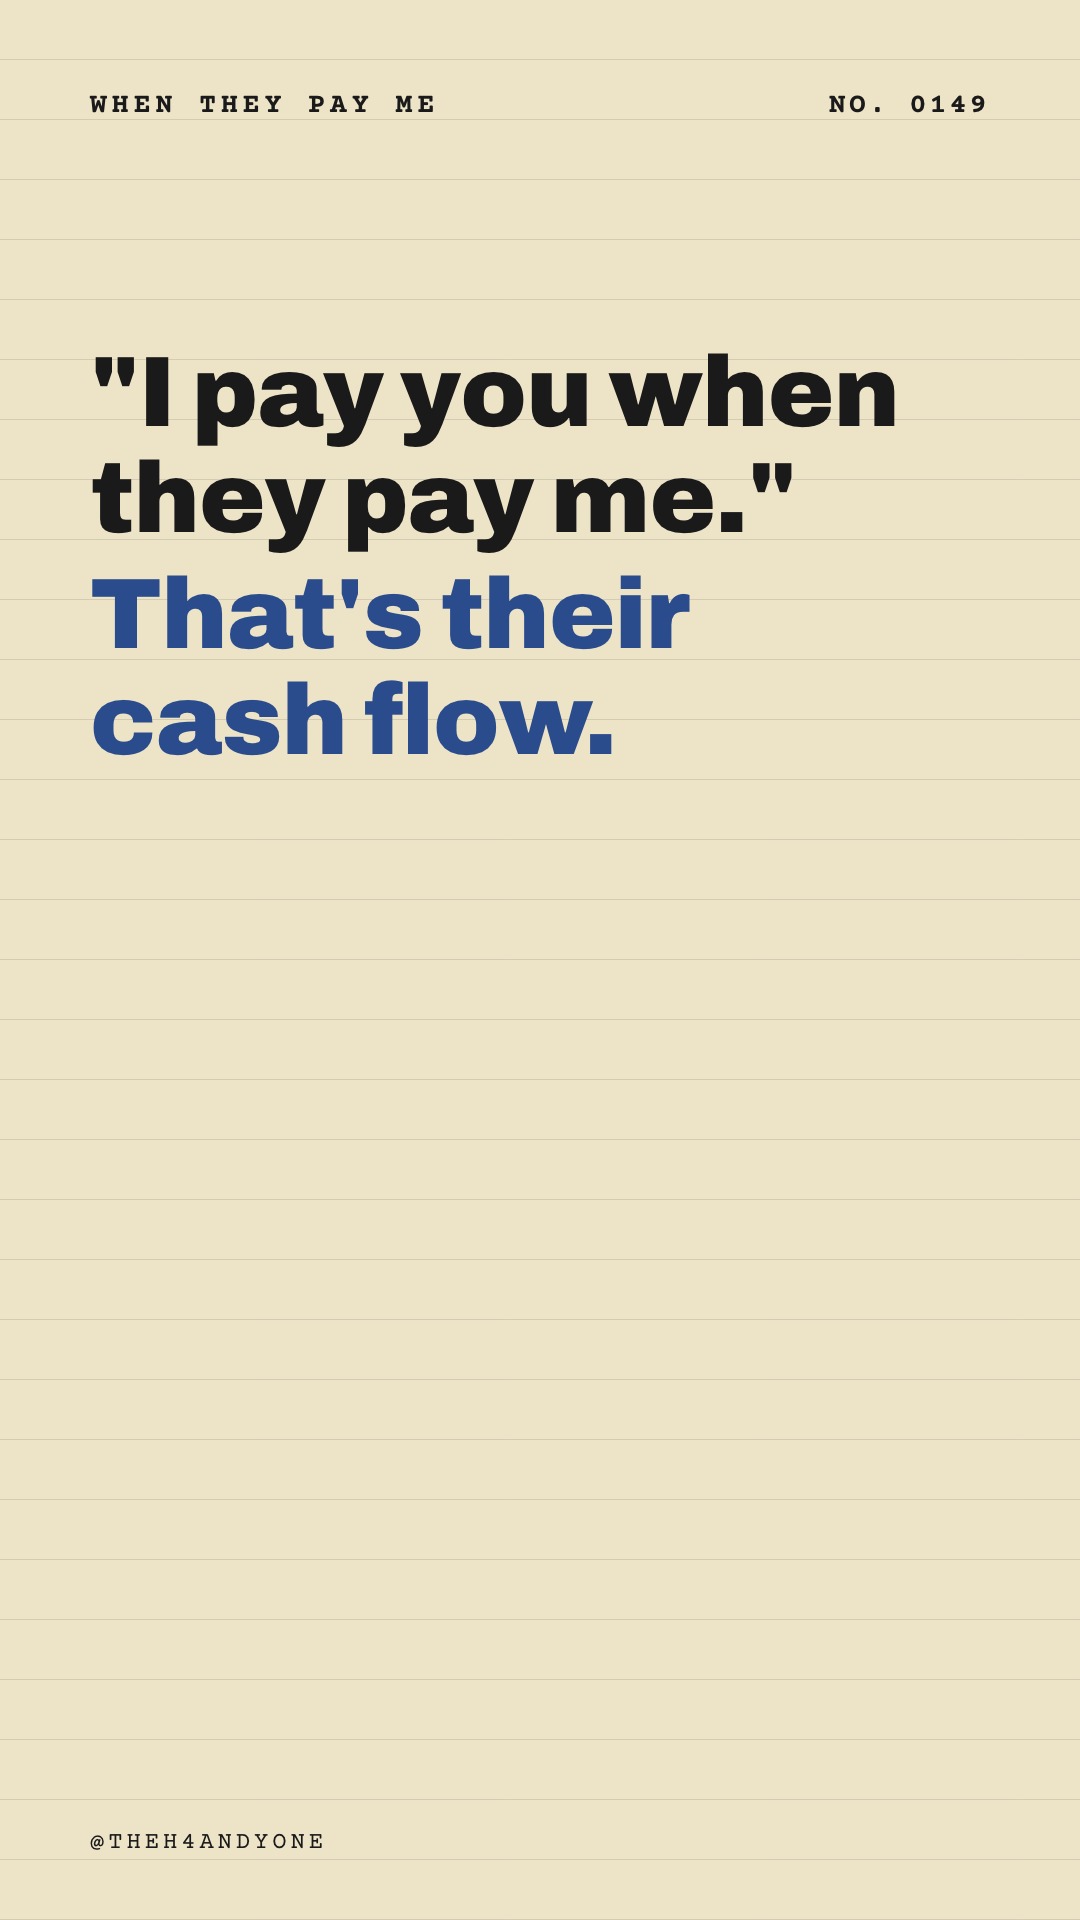 WHEN THEY PAY ME
NO. 0149
"I pay you when
they pay me."
That's their
cash flow.
@THEH4ANDYONE